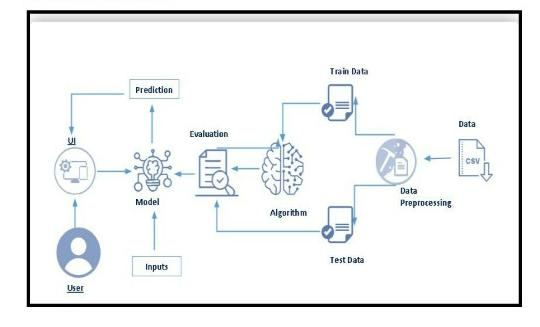 Train Data
Prediction
Data
Evaluation
UI
CSV
Model
Data
Preprocessing
Algorithm
Inputs
Test Data
User